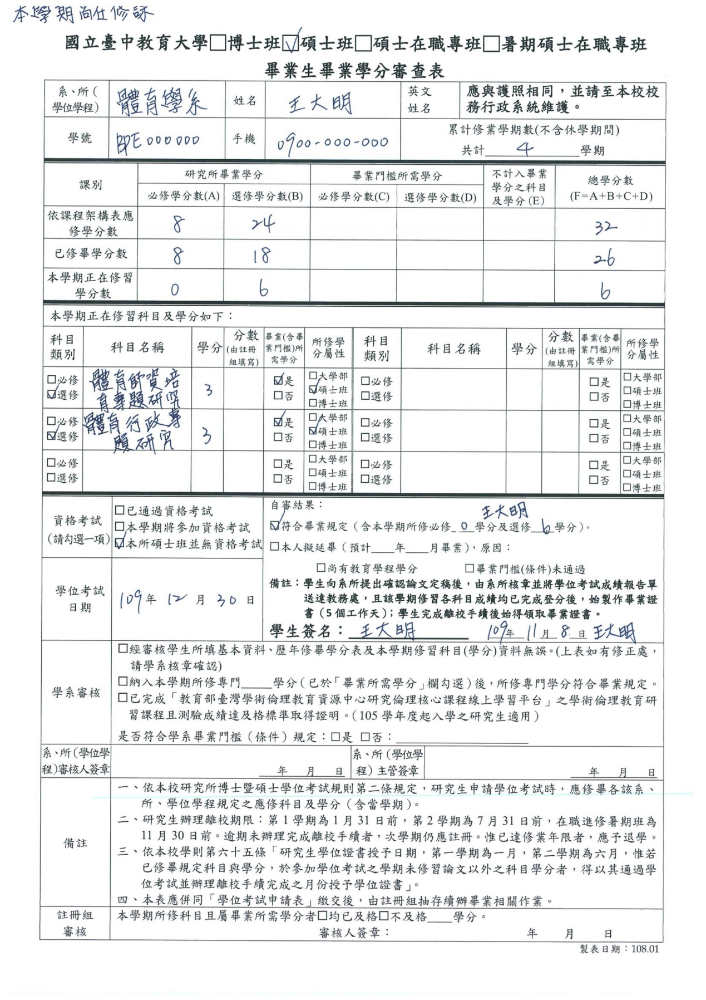 本學期尚在修課
國立臺中教育大學□博士班☑碩士班□碩士在職專班□暑期碩士在職專班
畢業生畢業學分審查表
系、所(學位學程) 體育學系 姓名 王大明 英文姓名 應與護照相同，並請至本校校務行政系統維護。
學號 BPE000000 手機 0900-000-000 累計修業學期數(不含休學期間)
共計 4 學期
課別 研究所畢業學分 畢業門檻所需學分 不計入畢業學分之科目及學分(E) 總學分數(F=A+B+C+D)
必修學分數(A) 選修學分數(B) 必修學分數(C) 選修學分數(D)
依課程架構表應修學分數 8 24 32
已修畢學分數 8 18 26
本學期正在修習學分數 0 6 6
本學期正在修習科目及學分如下：
科目類別 科目名稱 學分 分數(由註冊組填寫) 畢業(含畢業門檻)所需學分 所修學分屬性 科目類別 科目名稱 學分 分數(由註冊組填寫) 畢業(含畢業門檻)所需學分 所修學分屬性
□必修 ☑選修 體育師資培育專題研究 3 ☑是 □否 □大學部 ☑碩士班 □博士班 □必修 □選修 □是 □否 □大學部 □碩士班 □博士班
□必修 ☑選修 體育行政專題研究 3 ☑是 □否 □大學部 ☑碩士班 □博士班 □必修 □選修 □是 □否 □大學部 □碩士班 □博士班
□必修 □選修 □是 □否 □大學部 □碩士班 □博士班 □必修 □選修 □是 □否 □大學部 □碩士班 □博士班
資格考試(請勾選一項)
□已通過資格考試
□本學期將參加資格考試
☑本所碩士班並無資格考試
學位考試日期 109年 12 月 30 日
自審結果：
王大明
☑符合畢業規定（含本學期所修必修 0 學分及選修 6 學分）。
□本人擬延畢（預計____年____月畢業），原因：
□尚有教育學程學分 □畢業門檻(條件)未通過
備註：學生向系所提出確認論文定稿後，由系所核章並將學位考試成績報告單
送達教務處，且該學期修習各科目成績均已完成登分後，始製作畢業證
書（5個工作天）；學生完成離校手續後始得領取畢業證書。
學生簽名： 王大明 109年 11月 8日 王大明
學系審核
□經審核學生所填基本資料、歷年修畢學分表及本學期修習科目(學分)資料無誤。(上表如有修正處，
請學系核章確認)
□納入本學期所修專門____學分（已於「畢業所需學分」欄勾選）後，所修專門學分符合畢業規定。
□已完成「教育部臺灣學術倫理教育資源中心研究倫理核心課程線上學習平台」之學術倫理教育研
習課程且測驗成績達及格標準取得證明。（105 學年度起入學之研究生適用）
是否符合學系畢業門檻（條件）規定：□是 □否：
系、所（學位學程)審核人簽章 年 月 日 系、所（學位學程）主管簽章 年 月 日
備註
一、依本校研究所博士暨碩士學位考試規則第二條規定，研究生申請學位考試時，應修畢各該系、
所、學位學程規定之應修科目及學分（含當學期）。
二、研究生辦理離校期限：第 1 學期為 1 月 31 日前，第 2 學期為 7 月 31 日前，在職進修暑期班為
11 月 30 日前。逾期未辦理完成離校手續者，次學期仍應註冊。惟已達修業年限者，應予退學。
三、依本校學則第六十五條「研究生學位證書授予日期，第一學期為一月，第二學期為六月，惟若
已修畢規定科目與學分，於參加學位考試之學期未修習論文以外之科目學分者，得以其通過學
位考試並辦理離校手續完成之月份授予學位證書」。
四、本表應併同「學位考試申請表」繳交後，由註冊組抽存續辦畢業相關作業。
註冊組審核 本學期所修科目且屬畢業所需學分者□均已及格□不及格____學分。
審核人簽章： 年 月 日
製表日期：108.01